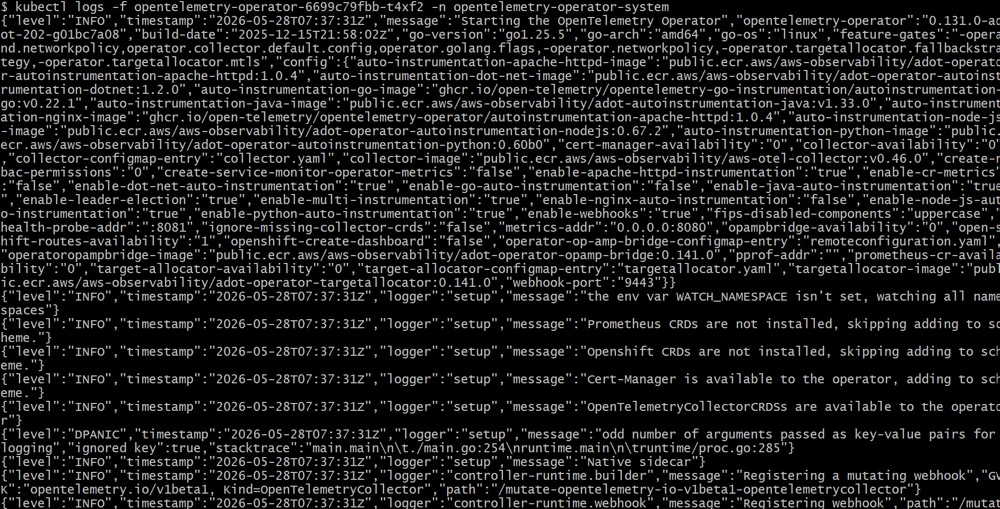 $ kubectl logs -f opentelemetry-operator-6699c79fbb-t4xf2 -n opentelemetry-operator-system
{"level":"INFO","timestamp":"2026-05-28T07:37:31Z","message":"Starting the OpenTelemetry Operator","opentelemetry-operator":"0.131.0-ad
ot-202-g01bc7a08","build-date":"2025-12-15T21:58:02Z","go-version":"go1.25.5","go-arch":"amd64","go-os":"linux","feature-gates":"-opera
nd.networkpolicy,operator.collector.default.config,operator.golang.flags,-operator.networkpolicy,-operator.targetallocator.fallbackstra
tegy,-operator.targetallocator.mtls","config":{"auto-instrumentation-apache-httpd-image":"public.ecr.aws/aws-observability/adot-operato
r-autoinstrumentation-apache-httpd:1.0.4","auto-instrumentation-dot-net-image":"public.ecr.aws/aws-observability/adot-operator-autoinst
rumentation-dotnet:1.2.0","auto-instrumentation-go-image":"ghcr.io/open-telemetry/opentelemetry-go-instrumentation/autoinstrumentation-
go:v0.22.1","auto-instrumentation-java-image":"public.ecr.aws/aws-observability/adot-autoinstrumentation-java:v1.33.0","auto-instrument
ation-nginx-image":"ghcr.io/open-telemetry/opentelemetry-operator/autoinstrumentation-apache-httpd:1.0.4","auto-instrumentation-node-js
-image":"public.ecr.aws/aws-observability/adot-operator-autoinstrumentation-nodejs:0.67.2","auto-instrumentation-python-image":"public.
ecr.aws/aws-observability/adot-operator-autoinstrumentation-python:0.60b0","cert-manager-availability":"0","collector-availability":"0"
,"collector-configmap-entry":"collector.yaml","collector-image":"public.ecr.aws/aws-observability/aws-otel-collector:v0.46.0","create-r
bac-permissions":"0","create-service-monitor-operator-metrics":"false","enable-apache-httpd-instrumentation":"true","enable-cr-metrics"
:"false","enable-dot-net-auto-instrumentation":"true","enable-go-auto-instrumentation":"false","enable-java-auto-instrumentation":"true
","enable-leader-election":"true","enable-multi-instrumentation":"true","enable-nginx-auto-instrumentation":"false","enable-node-js-aut
o-instrumentation":"true","enable-python-auto-instrumentation":"true","enable-webhooks":"true","fips-disabled-components":"uppercase","
health-probe-addr":":8081","ignore-missing-collector-crds":"false","metrics-addr":"0.0.0.0:8080","opampbridge-availability":"0","open-s
hift-routes-availability":"1","openshift-create-dashboard":"false","operator-op-amp-bridge-configmap-entry":"remoteconfiguration.yaml",
"operatoropampbridge-image":"public.ecr.aws/aws-observability/adot-operator-opamp-bridge:0.141.0","pprof-addr":"","prometheus-cr-availa
bility":"0","target-allocator-availability":"0","target-allocator-configmap-entry":"targetallocator.yaml","targetallocator-image":"publ
ic.ecr.aws/aws-observability/adot-operator-targetallocator:0.141.0","webhook-port":"9443"}}
{"level":"INFO","timestamp":"2026-05-28T07:37:31Z","logger":"setup","message":"the env var WATCH_NAMESPACE isn't set, watching all name
spaces"}
{"level":"INFO","timestamp":"2026-05-28T07:37:31Z","logger":"setup","message":"Prometheus CRDs are not installed, skipping adding to sc
heme."}
{"level":"INFO","timestamp":"2026-05-28T07:37:31Z","logger":"setup","message":"Openshift CRDs are not installed, skipping adding to sch
eme."}
{"level":"INFO","timestamp":"2026-05-28T07:37:31Z","logger":"setup","message":"Cert-Manager is available to the operator, adding to sch
eme."}
{"level":"INFO","timestamp":"2026-05-28T07:37:31Z","logger":"setup","message":"OpenTelemetryCollectorCRDSs are available to the operato
r"}
{"level":"DPANIC","timestamp":"2026-05-28T07:37:31Z","logger":"setup","message":"odd number of arguments passed as key-value pairs for
logging","ignored key":true,"stacktrace":"main.main\n\t./main.go:254\nruntime.main\n\truntime/proc.go:285"}
{"level":"INFO","timestamp":"2026-05-28T07:37:31Z","logger":"setup","message":"Native sidecar"}
{"level":"INFO","timestamp":"2026-05-28T07:37:31Z","logger":"controller-runtime.builder","message":"Registering a mutating webhook","GV
K":"opentelemetry.io/v1beta1, Kind=OpenTelemetryCollector","path":"/mutate-opentelemetry-io-v1beta1-opentelemetrycollector"}
{"level":"INFO","timestamp":"2026-05-28T07:37:31Z","logger":"controller-runtime.webhook","message":"Registering webhook","path":"/mutat